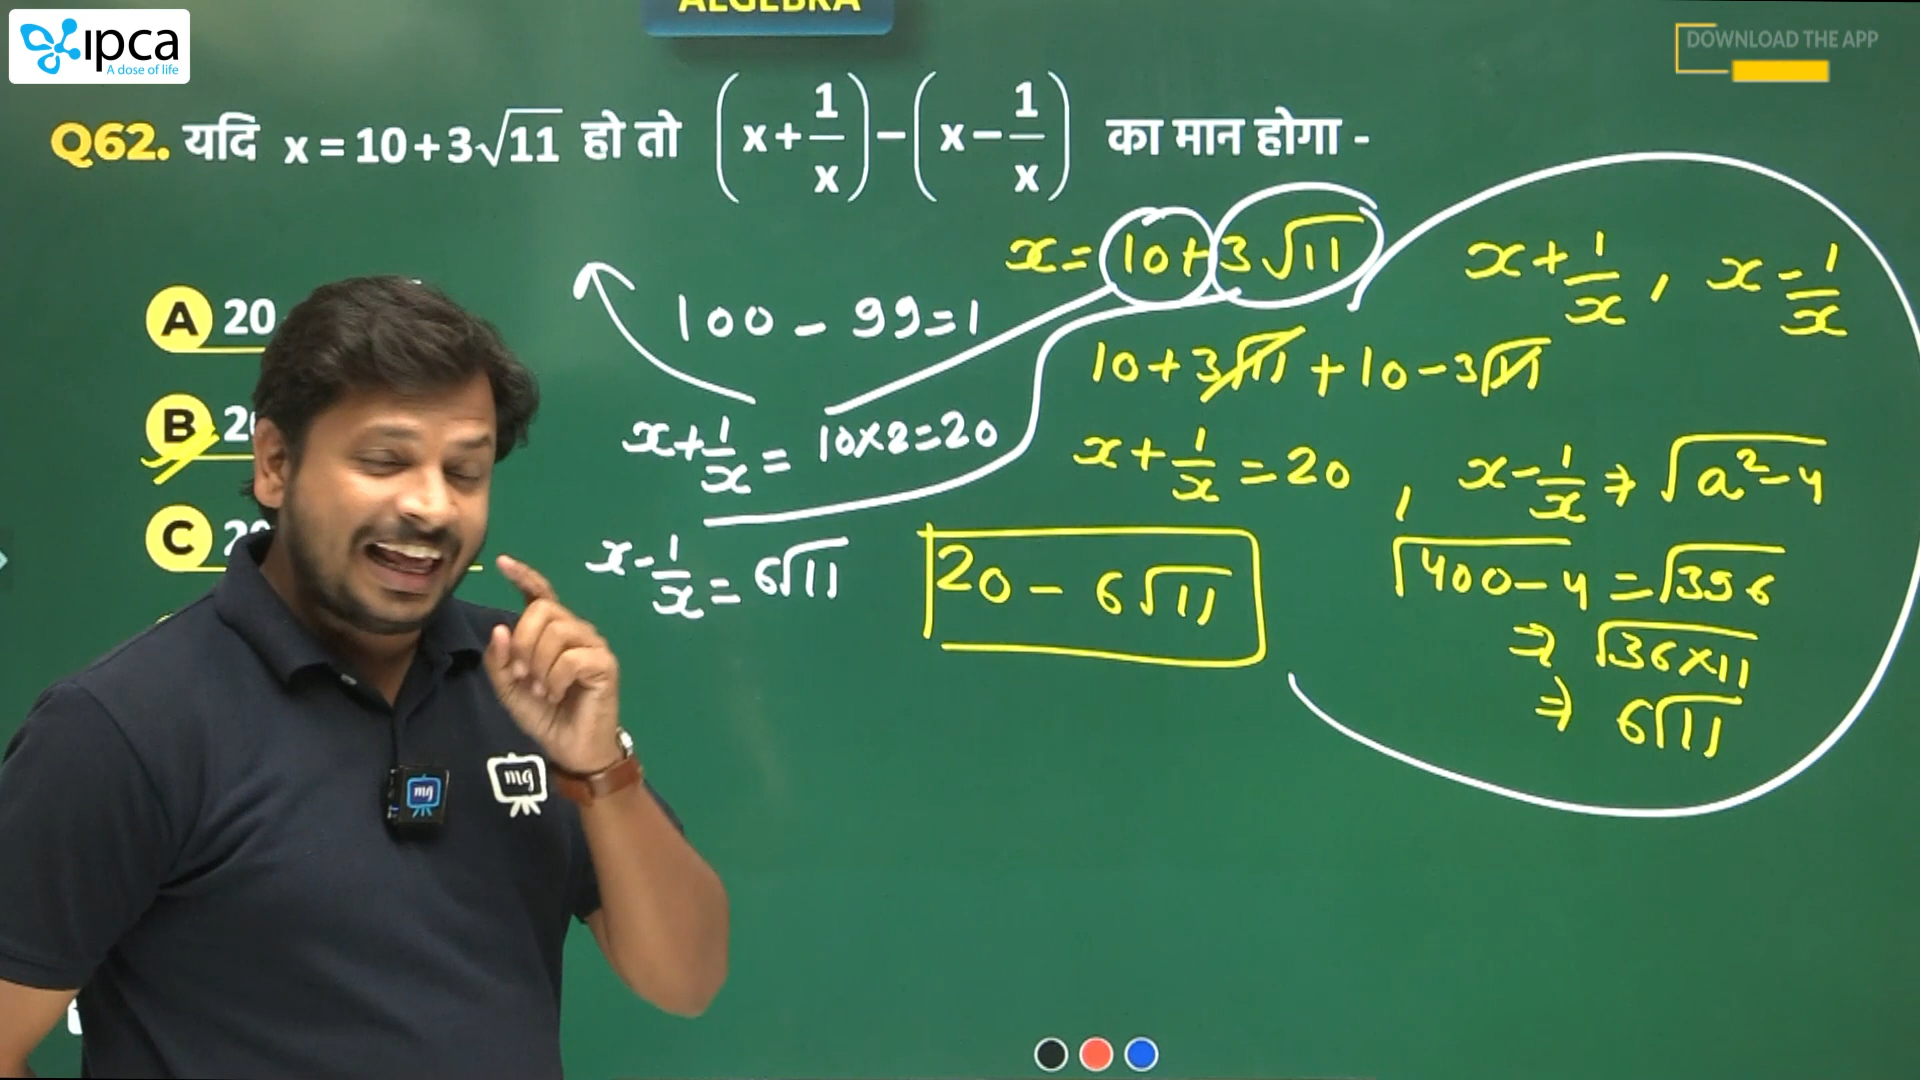 ipca
A dose of life
ALGEBRA
DOWNLOAD THE APP
Q62. यदि x = 10 + 3√11 हो तो (x + 1/x) − (x − 1/x) का मान होगा -
A 20
B
C
x = 10 + 3√11
x + 1/x , x - 1/x
100 - 99 = 1
10 + 3√11 + 10 - 3√11
x + 1/x = 10×2=20
x + 1/x = 20 , x - 1/x ⇒ √a²-4
x - 1/x = 6√11
20 - 6√11
√400-4 = √396
⇒ √36×11
⇒ 6√11
mg
mg